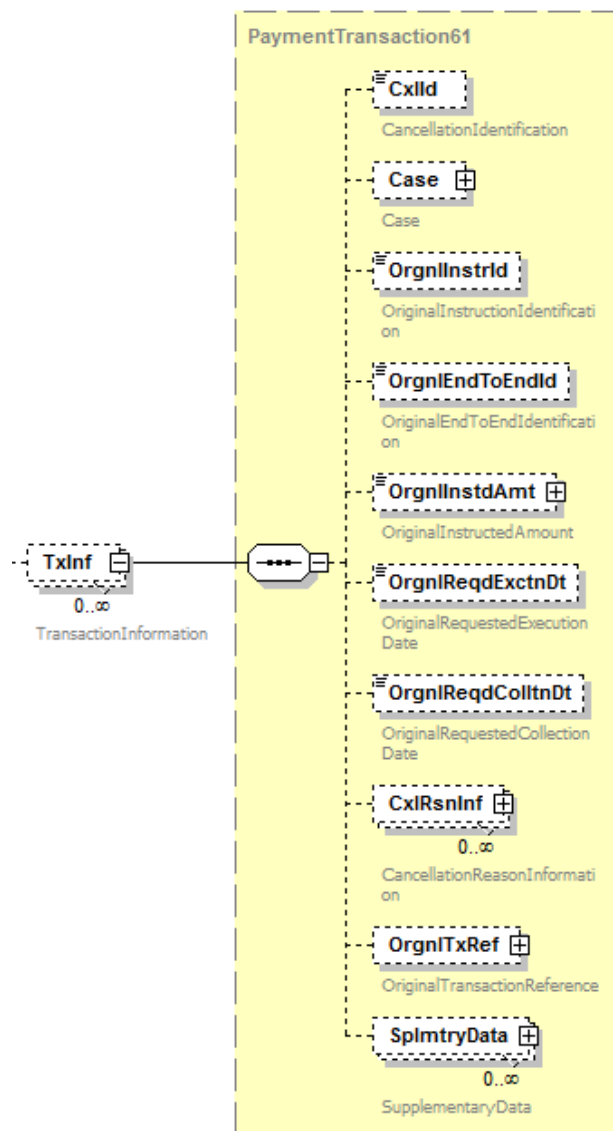 PaymentTransaction61
CxlId
CancellationIdentification
Case
Case
OrgnlInstrId
OriginalInstructionIdentificati
on
OrgnlEndToEndId
OriginalEndToEndIdentificati
on
OrgnlInstdAmt
OriginalInstructedAmount
TxInf
0..∞
TransactionInformation
OrgnlReqdExctnDt
OriginalRequestedExecution
Date
OrgnlReqdColltnDt
OriginalRequestedCollection
Date
CxlRsnInf
0..∞
CancellationReasonInformati
on
OrgnlTxRef
OriginalTransactionReference
SplmtryData
0..∞
SupplementaryData